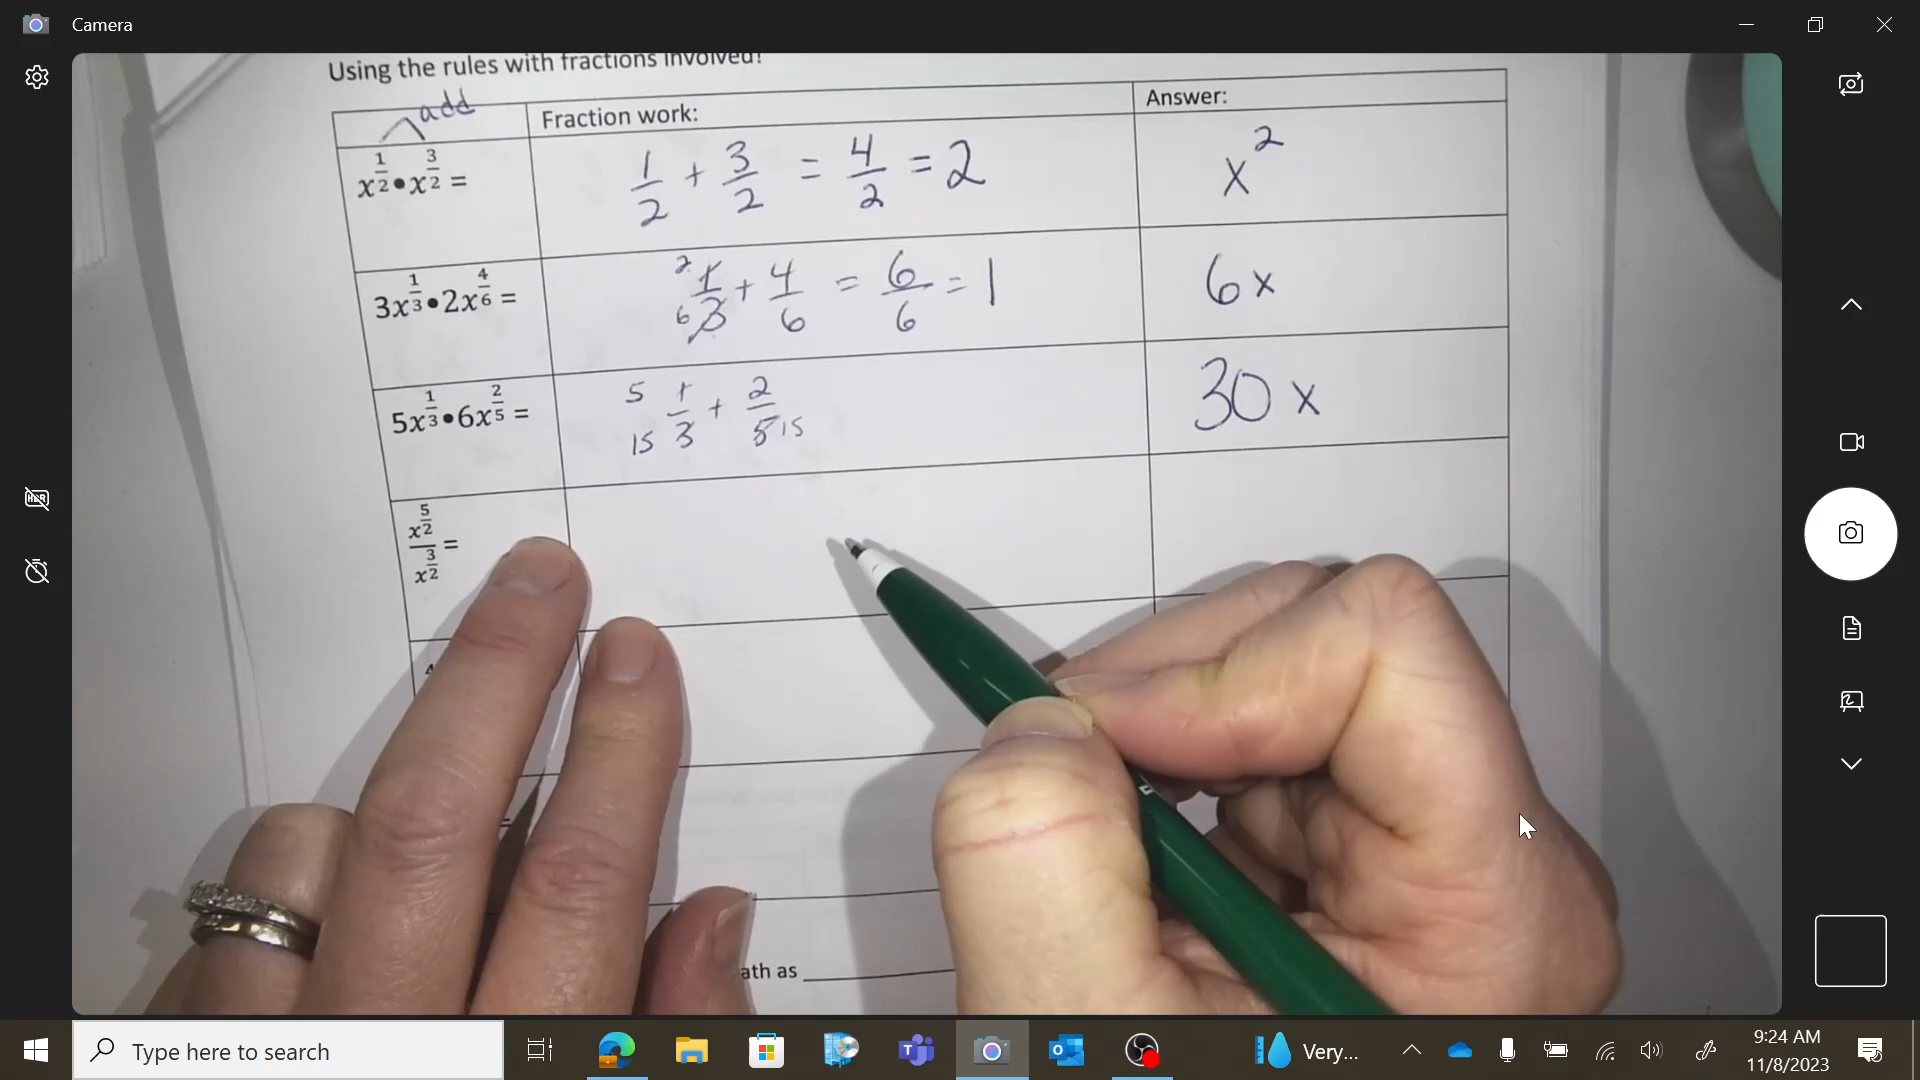 Camera
Using the rules with fractions involved!
add
Fraction work:
Answer:
x^(1/2) • x^(3/2) =
1/2 + 3/2 = 4/2 = 2
x^2
3x^(1/3) • 2x^(4/6) =
2 1/3 6 + 4/6 = 6/6 = 1
6x
5x^(1/3) • 6x^(2/5) =
5 1/3 15 + 2/5 15
30x
x^(5/2) / x^(3/2) =
=
ath as
Type here to search
Very...
9:24 AM
11/8/2023